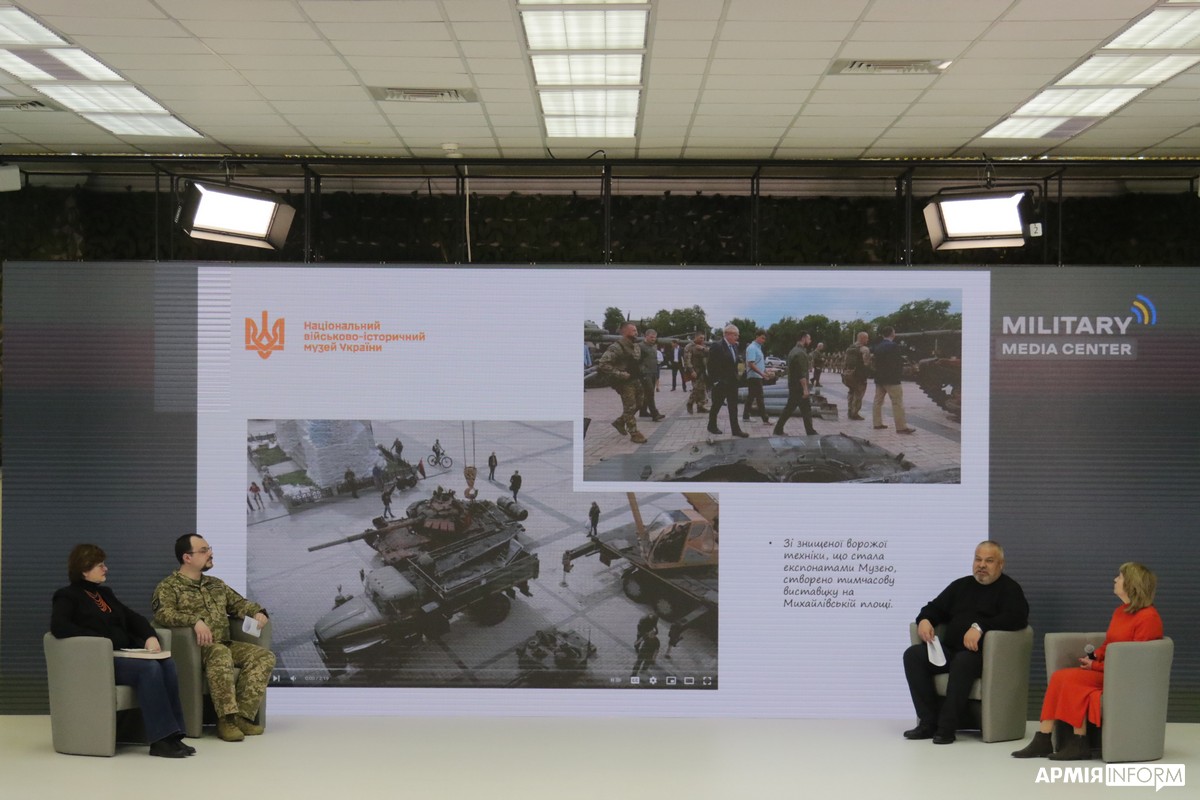 Національний
військово-історичний
музей України
MILITARY
MEDIA CENTER
• Зі знищеної ворожої
техніки, що стала
експонатами Музею,
створено тимчасову
виставку на
Михайлівській площі.
АРМІЯINFORM